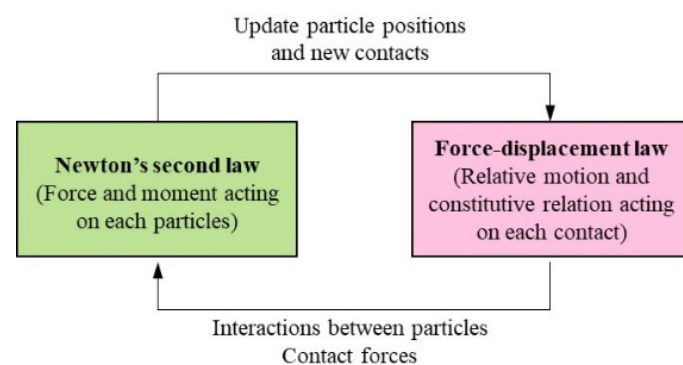 Update particle positions
and new contacts
Newton's second law
(Force and moment acting
on each particles)
Force-displacement law
(Relative motion and
constitutive relation acting
on each contact)
Interactions between particles
Contact forces